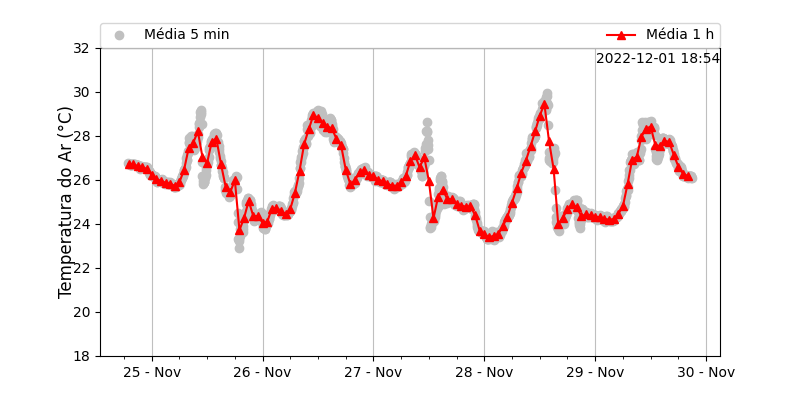 Média 5 min
Média 1 h
2022-12-01 18:54
Temperatura do Ar (°C)
32
30
28
26
24
22
20
18
25 - Nov
26 - Nov
27 - Nov
28 - Nov
29 - Nov
30 - Nov